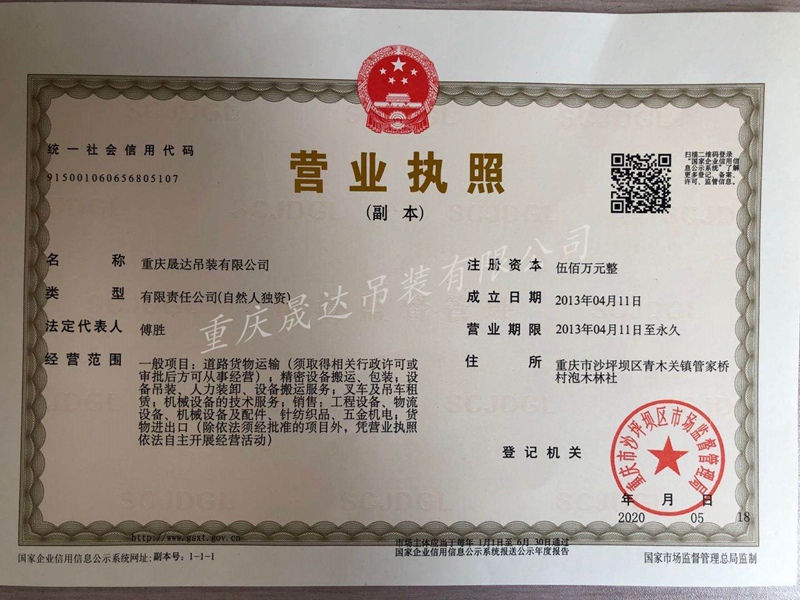 统一社会信用代码
915001060656805107
营业执照
(副 本)
扫描二维码登录
“国家企业信用信
息公示系统”了解
更多登记、备案、
许可、监管信息。
名 称 重庆晟达吊装有限公司
类 型 有限责任公司(自然人独资)
法定代表人 傅胜
经营范围 一般项目：道路货物运输（须取得相关行政许可或
审批后方可从事经营）；精密设备搬运、包装；设
备吊装、人力装卸、设备搬运服务；叉车及吊车租
赁；机械设备的技术服务；销售：工程设备、物流
设备、机械设备及配件、针纺织品、五金机电；货
物进出口（除依法须经批准的项目外，凭营业执照
依法自主开展经营活动）
注册资本 伍佰万元整
成立日期 2013年04月11日
营业期限 2013年04月11日至永久
住 所 重庆市沙坪坝区青木关镇管家桥
村泡木林社
重庆晟达吊装有限公司
登记机关
重庆市沙坪坝区市场监督管理局
年 月 日
2020 05 18
SCJDGL
http://www.gsxt.gov.cn
国家企业信用信息公示系统网址: 副本号：1-1-1
市场主体应当于每年 1月1日至 6月 30日通过
国家企业信用信息公示系统报送公示年度报告
国家市场监督管理总局监制